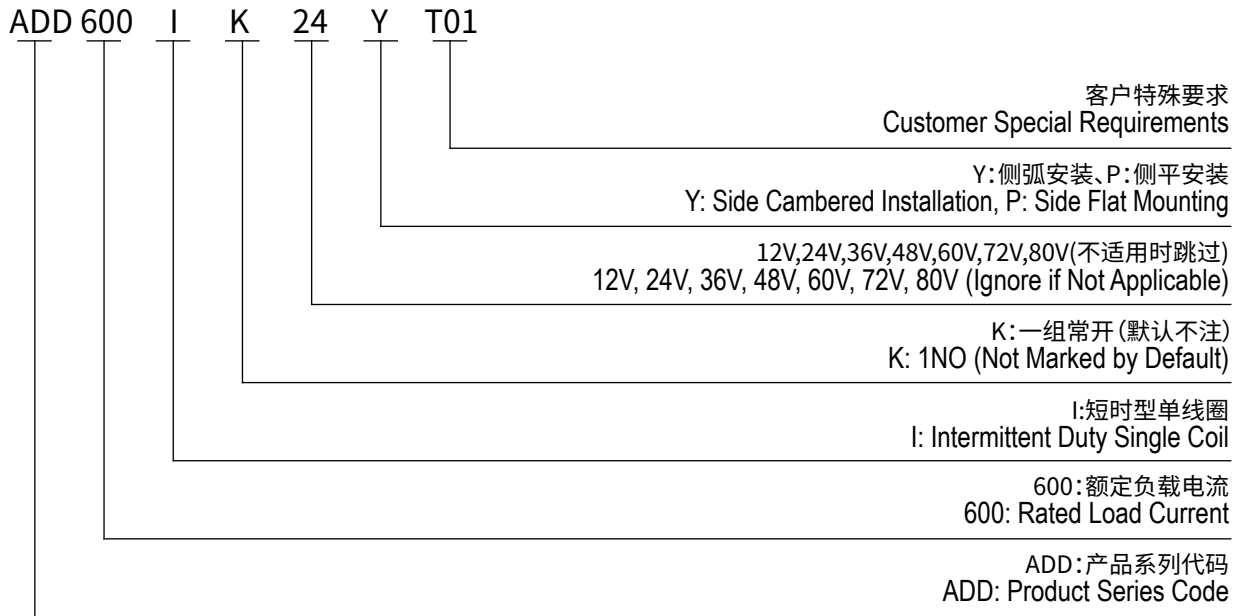 ADD 600 I K 24 Y T01
客户特殊要求
Customer Special Requirements
Y:侧弧安装、P:侧平安装
Y: Side Cambered Installation, P: Side Flat Mounting
12V,24V,36V,48V,60V,72V,80V(不适用时跳过)
12V, 24V, 36V, 48V, 60V, 72V, 80V (Ignore if Not Applicable)
K:一组常开(默认不注)
K: 1NO (Not Marked by Default)
I:短时型单线圈
I: Intermittent Duty Single Coil
600:额定负载电流
600: Rated Load Current
ADD:产品系列代码
ADD: Product Series Code